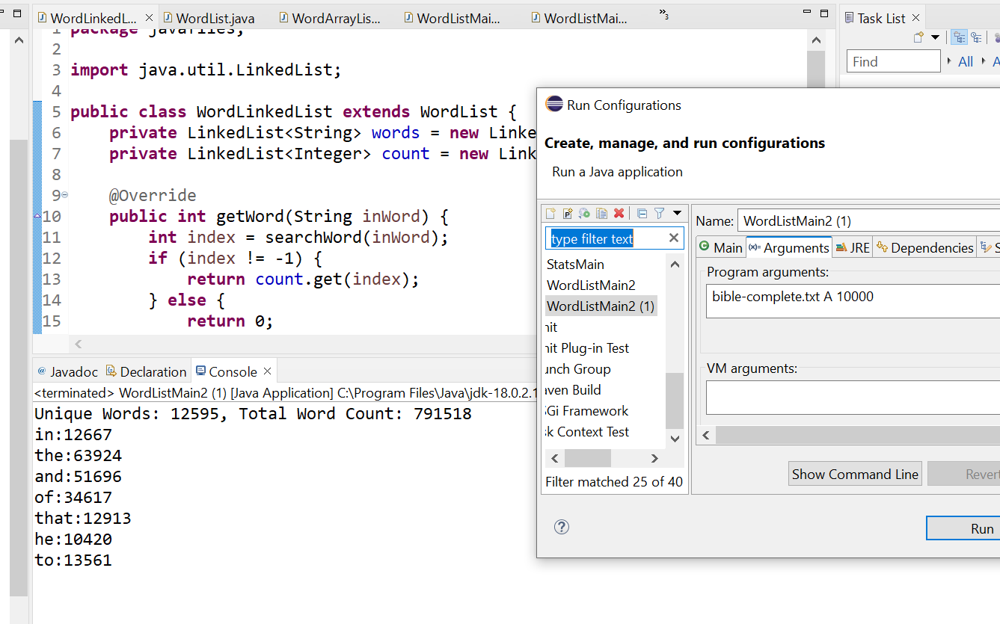 WordLinkedL...
WordList.java
WordArrayLis...
WordListMai...
WordListMai...
»3
Task List
1 package javafiles;
2
3 import java.util.LinkedList;
4
5 public class WordLinkedList extends WordList {
6 private LinkedList<String> words = new Linke
7 private LinkedList<Integer> count = new Link
8
9 @Override
10 public int getWord(String inWord) {
11 int index = searchWord(inWord);
12 if (index != -1) {
13 return count.get(index);
14 } else {
15 return 0;
Find
All
A
@ Javadoc
Declaration
Console
<terminated> WordListMain2 (1) [Java Application] C:\Program Files\Java\jdk-18.0.2.1
Unique Words: 12595, Total Word Count: 791518
in:12667
the:63924
and:51696
of:34617
that:12913
he:10420
to:13561
Run Configurations
Create, manage, and run configurations
Run a Java application
type filter text
StatsMain
WordListMain2
WordListMain2 (1)
nit
nit Plug-in Test
unch Group
aven Build
Gi Framework
k Context Test
Filter matched 25 of 40
Name: WordListMain2 (1)
Main
(x)= Arguments
JRE
Dependencies
S
Program arguments:
bible-complete.txt A 10000
VM arguments:
Show Command Line
Revert
?
Run